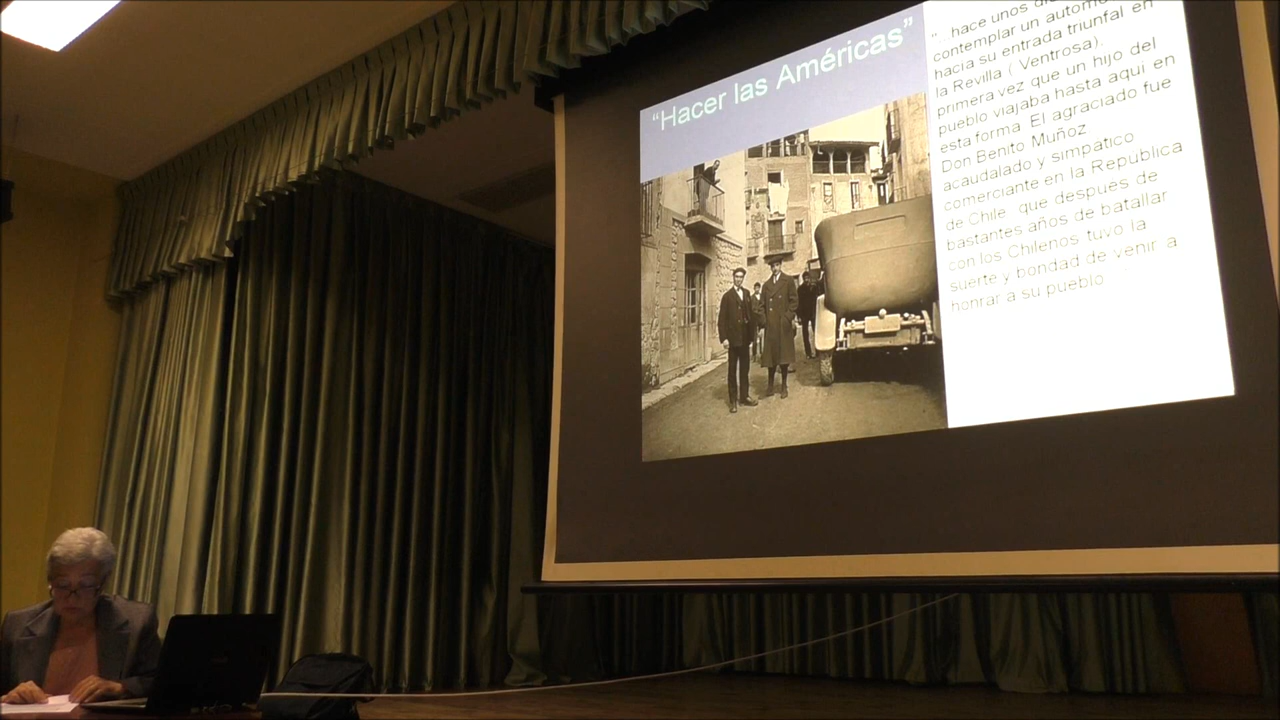 “Hacer las Américas”
“...hace unos
contemplar un
hacia su entrada triunfal en
la Revilla ( Ventrosa).
primera vez que un hijo del
pueblo viajaba hasta aquí en
esta forma. El agraciado fue
Don Benito Muñoz
acaudalado y simpatico
comerciante en la República
de Chile que despues de
bastantes años de batallar
con los Chilenos tuvo la
suerte y bondad de venir a
honrar a su pueblo